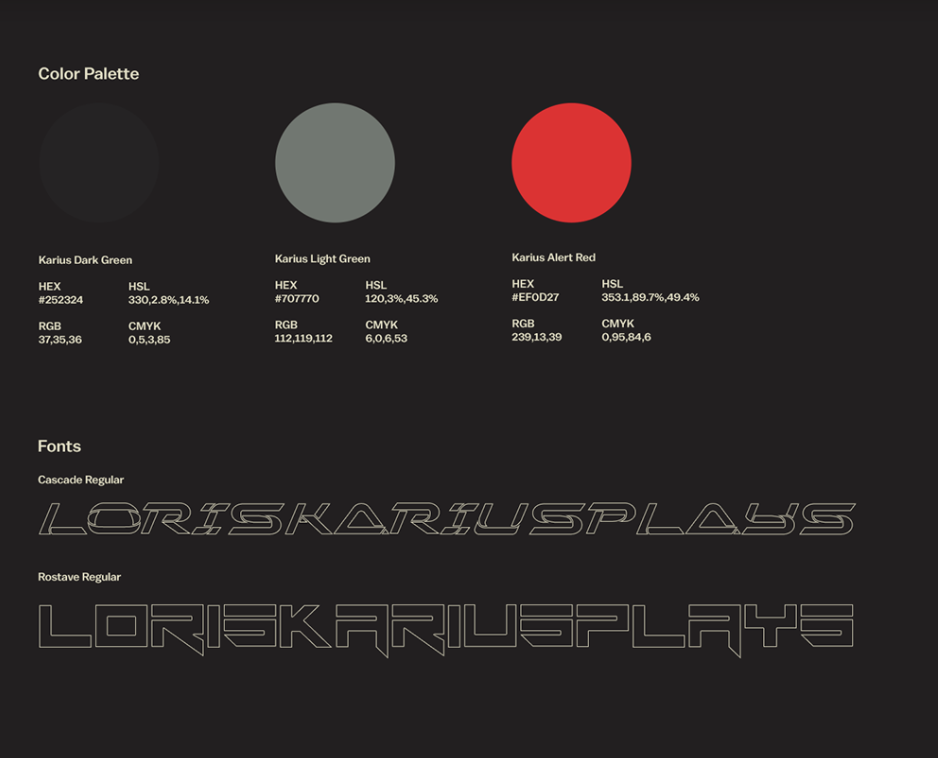 Color Palette
Karius Dark Green
HEX
#252324
HSL
330,2.8%,14.1%
RGB
37,35,36
CMYK
0,5,3,85
Karius Light Green
HEX
#707770
HSL
120,3%,45.3%
RGB
112,119,112
CMYK
6,0,6,53
Karius Alert Red
HEX
#EF0D27
HSL
353.1,89.7%,49.4%
RGB
239,13,39
CMYK
0,95,84,6
Fonts
Cascade Regular
LORISKARIUSPLAYS
Rostave Regular
LORISKARIUSPLAYS